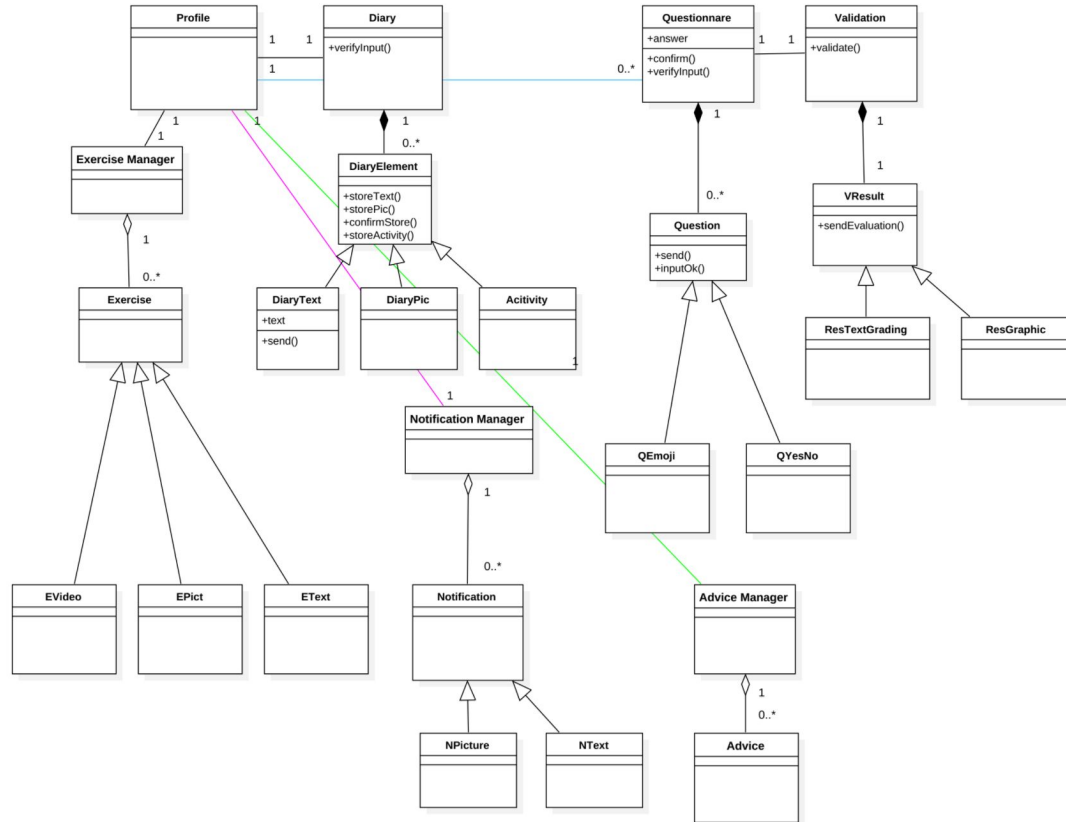 Profile
Diary
+verifyInput()
Questionnare
+answer
+confirm()
+verifyInput()
Validation
+validate()
1
1
1
1
1
0..*
1
1
1
1
1
1
1
0..*
1
0..*
1
Exercise Manager
DiaryElement
+storeText()
+storePic()
+confirmStore()
+storeActivity()
VResult
+sendEvaluation()
Question
+send()
+inputOk()
1
0..*
Exercise
DiaryText
+text
+send()
DiaryPic
Acitivity
ResTextGrading
ResGraphic
1
1
Notification Manager
QEmoji
QYesNo
1
0..*
EVideo
EPict
EText
Notification
Advice Manager
1
0..*
NPicture
NText
Advice